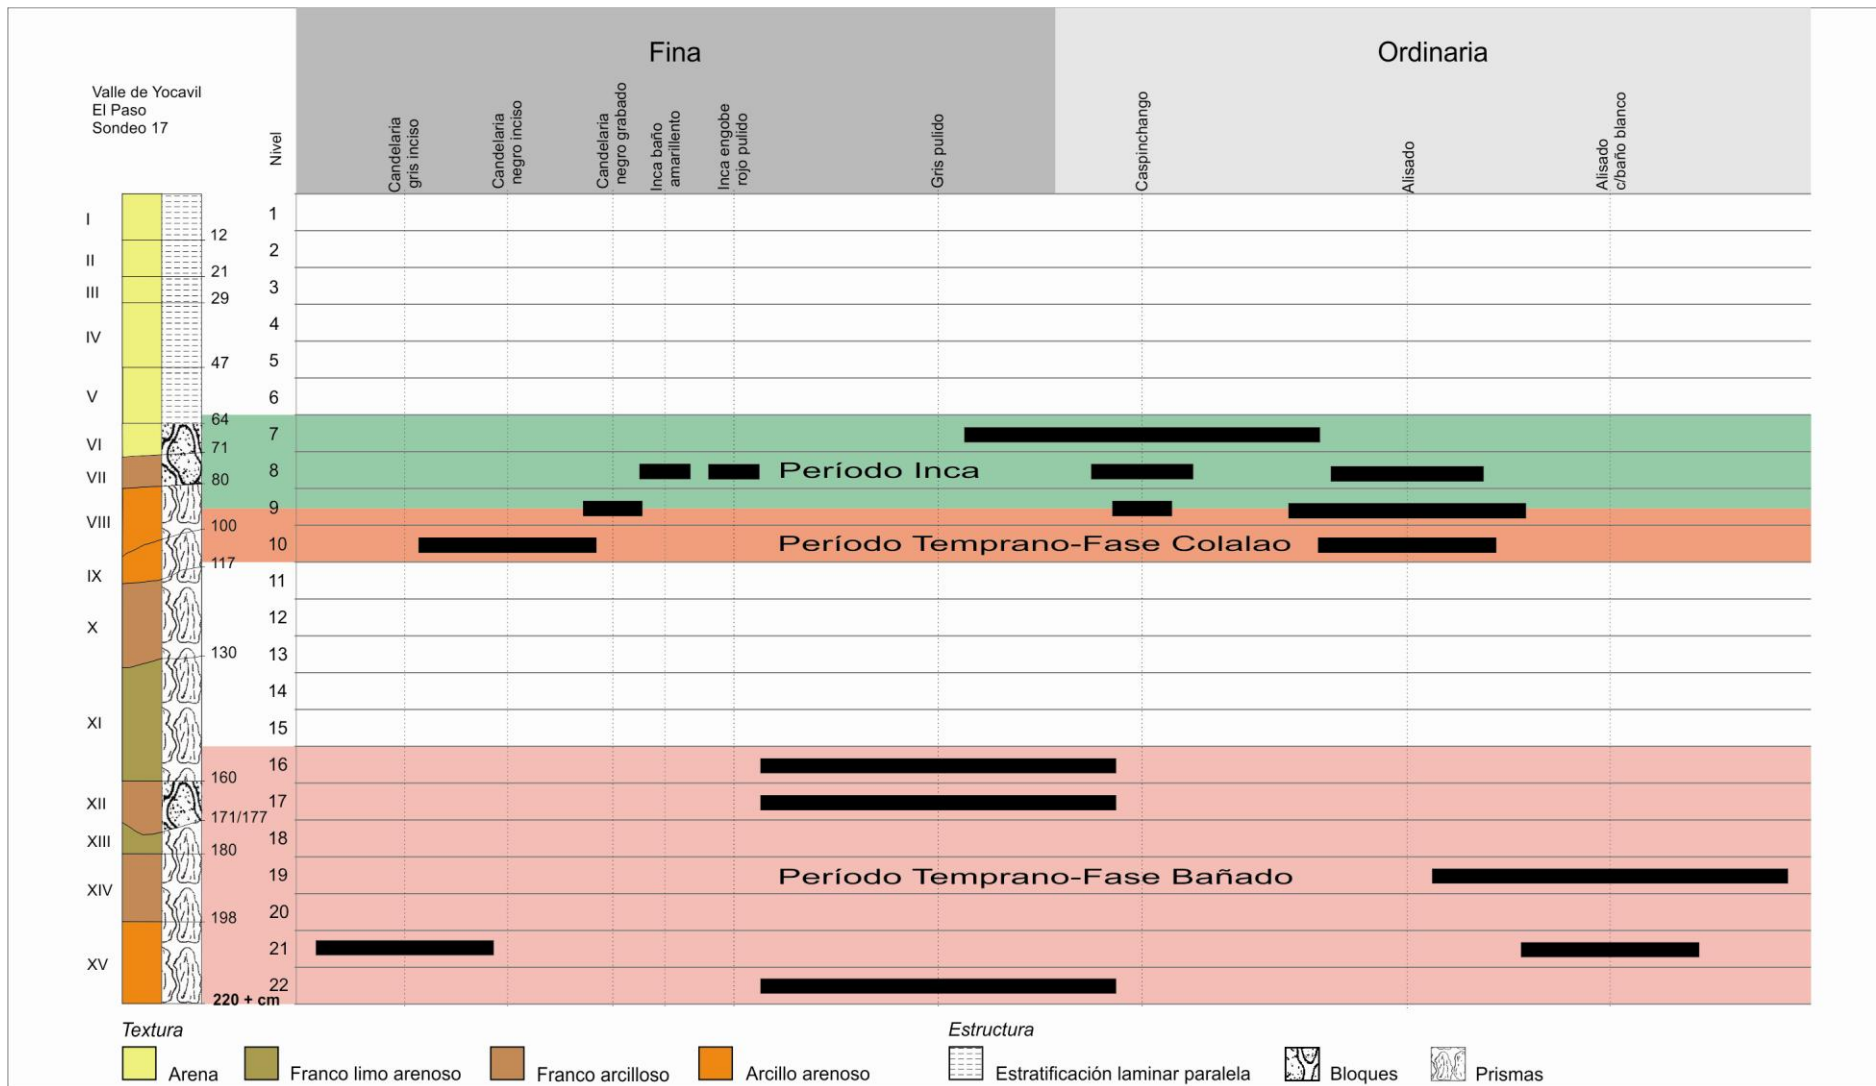 Fina
Ordinaria
Valle de Yocavil
El Paso
Sondeo 17
Nivel
Candelaria
gris inciso
Candelaria
negro inciso
Candelaria
negro grabado
Inca baño
amarillento
Inca engobe
rojo pulido
Gris pulido
Caspinchango
Alisado
Alisado
c/baño blanco
I
1
12
II
2
21
III
3
29
IV
4
5
47
V
6
64
VI
7
71
VII
8
Período Inca
80
VIII
9
100
10
Período Temprano-Fase Colalao
117
IX
11
X
12
130
13
14
XI
15
16
160
XII
17
171/177
XIII
18
180
XIV
19
Período Temprano-Fase Bañado
20
198
21
XV
22
220 + cm
Textura
Estructura
Arena
Franco limo arenoso
Franco arcilloso
Arcillo arenoso
Estratificación laminar paralela
Bloques
Prismas